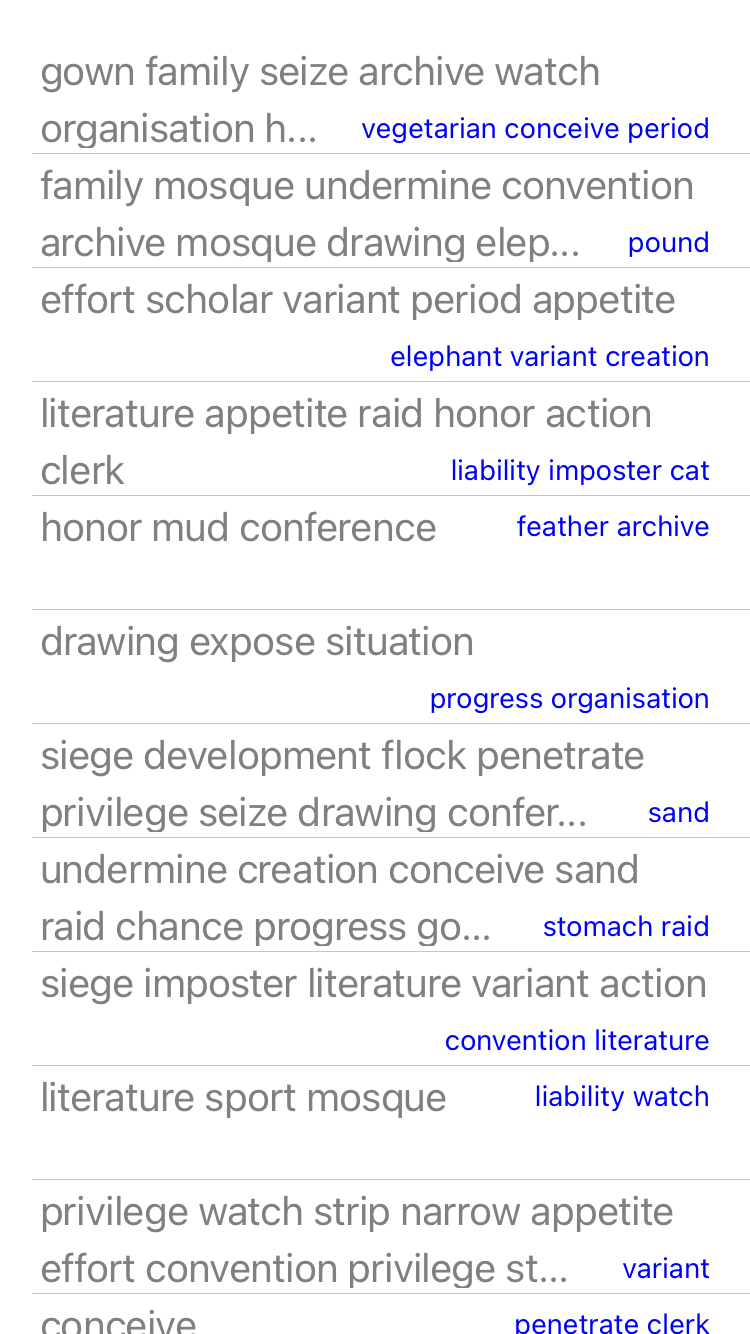 gown family seize archive watch
organisation h... vegetarian conceive period
family mosque undermine convention
archive mosque drawing elep... pound
effort scholar variant period appetite
elephant variant creation
literature appetite raid honor action
clerk liability imposter cat
honor mud conference feather archive
drawing expose situation
progress organisation
siege development flock penetrate
privilege seize drawing confer... sand
undermine creation conceive sand
raid chance progress go... stomach raid
siege imposter literature variant action
convention literature
literature sport mosque liability watch
privilege watch strip narrow appetite
effort convention privilege st... variant
conceive penetrate clerk